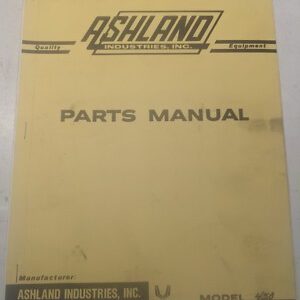 ASHLAND
INDUSTRIES, INC.
Quality Equipment
PARTS MANUAL
Manufacturer:
ASHLAND INDUSTRIES, INC.
MODEL